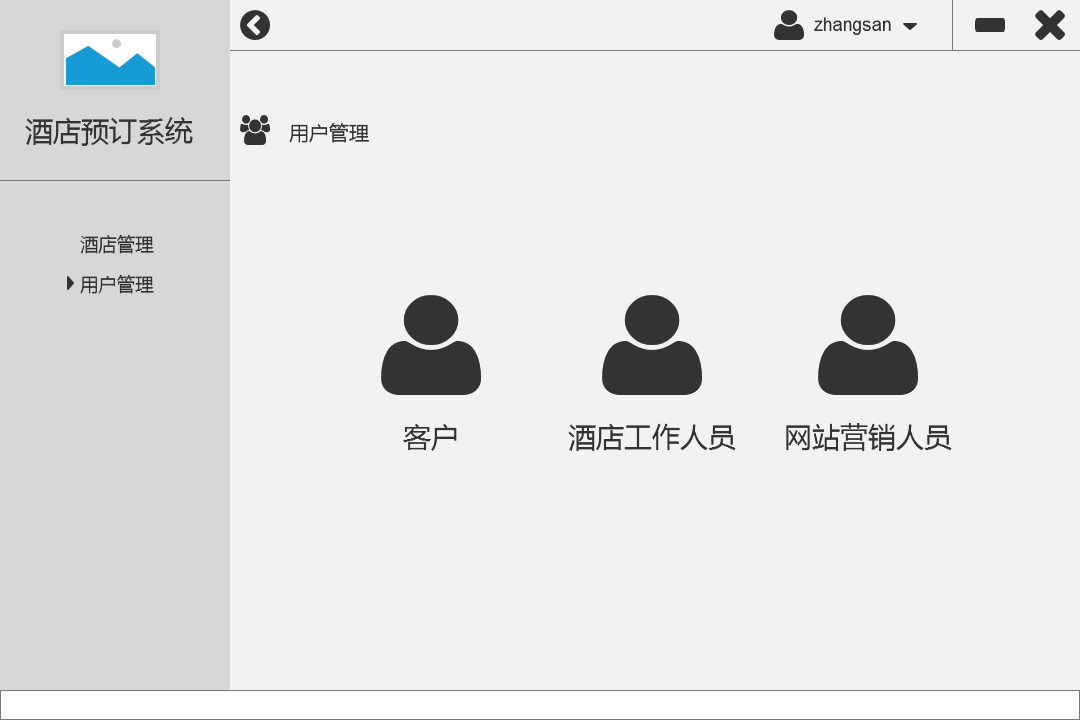 zhangsan
酒店预订系统
用户管理
酒店管理
用户管理
客户
酒店工作人员
网站营销人员